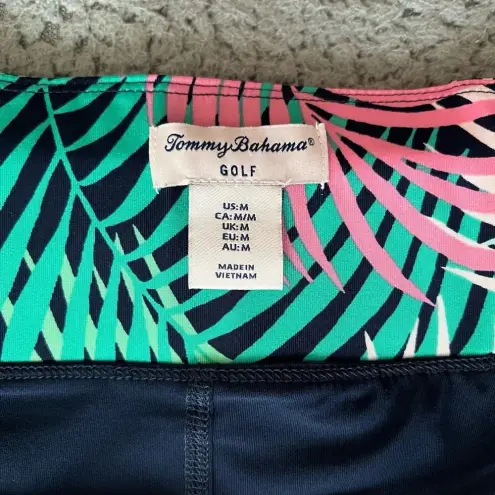 Tommy Bahama®
GOLF
US:M
CA:M/M
UK:M
EU:M
AU:M
MADE IN
VIETNAM